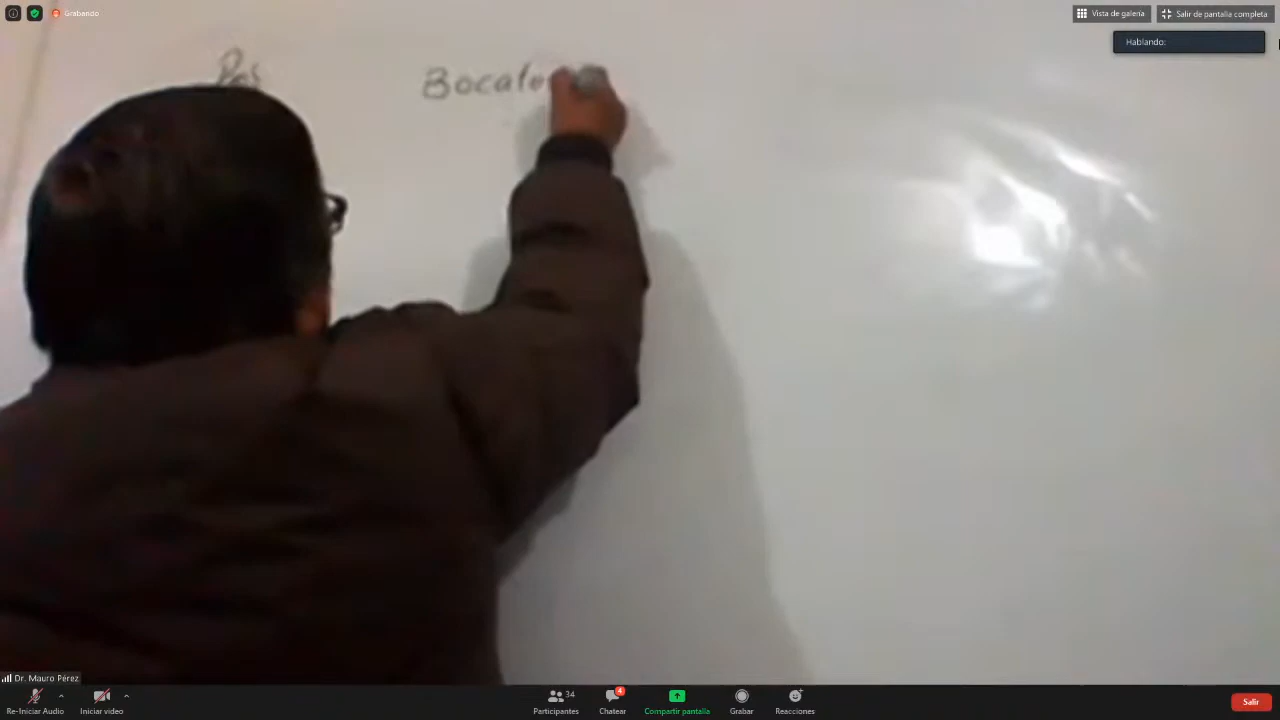 Grabando
Vista de galería
Salir de pantalla completa
Hablando:
Dr. Mauro Pérez
Re-Iniciar Audio
Iniciar video
34
Participantes
4
Chatear
Compartir pantalla
Grabar
Reacciones
Salir